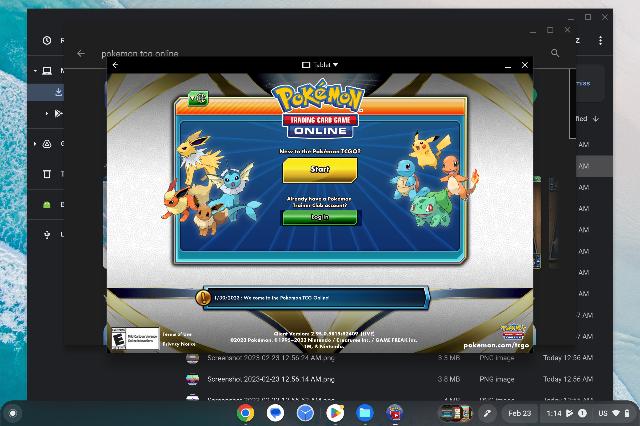 pokemon tcg online
Tablet
Pokémon
TRADING CARD GAME
ONLINE
New to the Pokémon TCGO?
Start
Already have a Pokémon
Trainer Club account?
Log In
1/30/2023 : Welcome to the Pokémon TCG Online!
Terms of Use
Privacy Notice
©2023 Pokémon. ©1995–2023 Nintendo / Creatures Inc. / GAME FREAK Inc.
TM, ® Nintendo.
pokemon.com/tcgo
AM
AM
AM
AM
AM
AM
AM
AM
AM
Screenshot 2023-02-23 12.56.24 AM.png
3.3 MB
PNG image
Today 12:56 AM
Screenshot 2023-02-23 12.56.14 AM.png
3.8 MB
PNG image
Today 12:56 AM
Feb 23
1:14
US